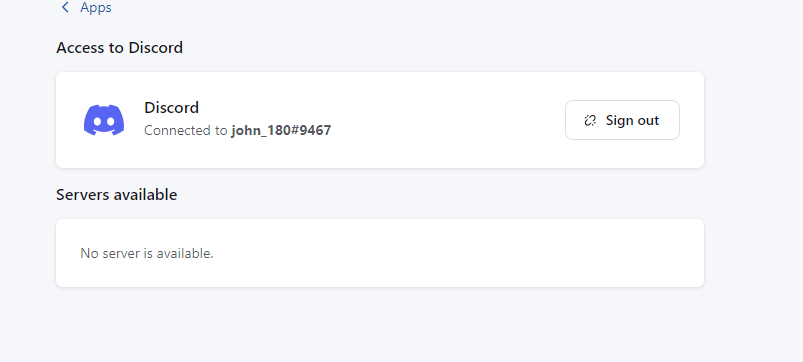 Apps
Access to Discord
Discord
Connected to john_180#9467
Sign out
Servers available
No server is available.